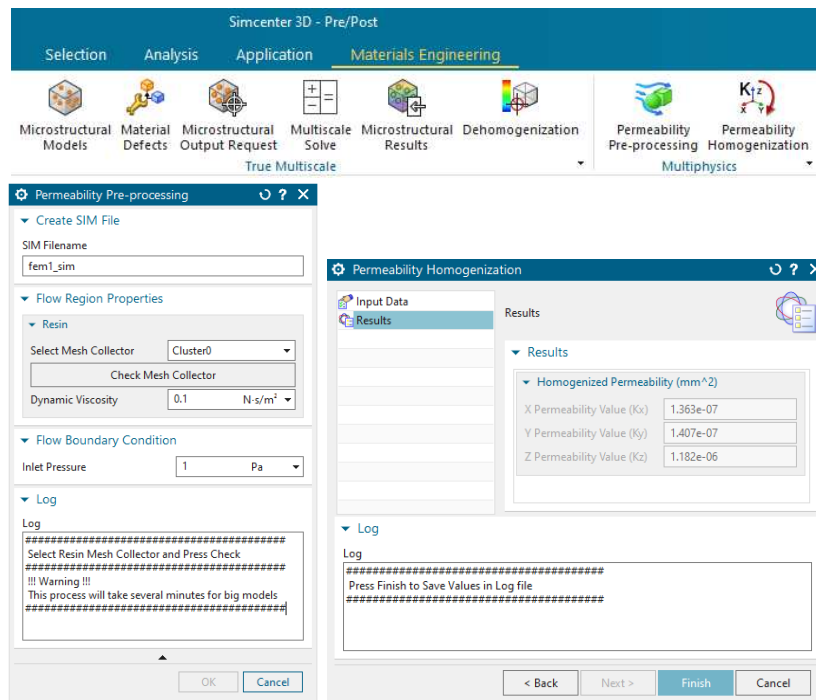 Simcenter 3D - Pre/Post
Selection Analysis Application Materials Engineering
Microstructural Models
Material Defects
Microstructural Output Request
Multiscale Solve
Microstructural Results
Dehomogenization
Permeability Pre-processing
Permeability Homogenization
True Multiscale
Multiphysics
Permeability Pre-processing
Create SIM File
SIM Filename
fem1_sim
Flow Region Properties
Resin
Select Mesh Collector Cluster0
Check Mesh Collector
Dynamic Viscosity 0.1 N-s/m²
Flow Boundary Condition
Inlet Pressure 1 Pa
Log
Log
########################################
Select Resin Mesh Collector and Press Check
########################################
!!! Warning !!!
This process will take several minutes for big models
########################################
OK Cancel
Permeability Homogenization
Input Data
Results
Results
Results
Homogenized Permeability (mm^2)
X Permeability Value (Kx) 1.363e-07
Y Permeability Value (Ky) 1.407e-07
Z Permeability Value (Kz) 1.182e-06
Log
Log
######################################
Press Finish to Save Values in Log file
######################################
< Back Next > Finish Cancel